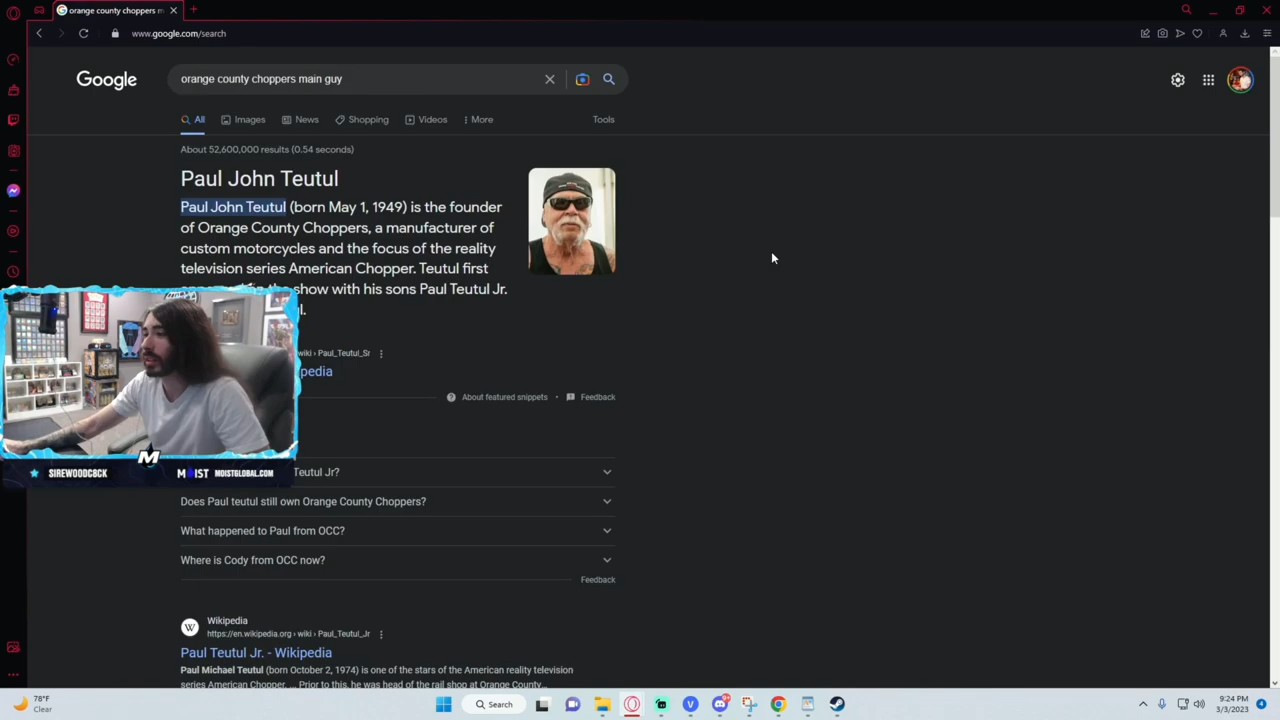 orange county choppers m
www.google.com/search
Google
orange county choppers main guy
All
Images
News
Shopping
Videos
More
Tools
About 52,600,000 results (0.54 seconds)
Paul John Teutul
Paul John Teutul (born May 1, 1949) is the founder
of Orange County Choppers, a manufacturer of
custom motorcycles and the focus of the reality
television series American Chopper. Teutul first
show with his sons Paul Teutul Jr.
wiki › Paul_Teutul_Sr
pedia
About featured snippets
Feedback
Teutul Jr?
Does Paul teutul still own Orange County Choppers?
What happened to Paul from OCC?
Where is Cody from OCC now?
Feedback
Wikipedia
https://en.wikipedia.org › wiki › Paul_Teutul_Jr
Paul Teutul Jr. - Wikipedia
Paul Michael Teutul (born October 2, 1974) is one of the stars of the American reality television
series American Chopper. ... Prior to this, he was head of the rail shop at Orange County...
SIREWOODC8CK
MOIST
MOISTGLOBAL.COM
78°F
Clear
Search
9:24 PM
3/3/2023